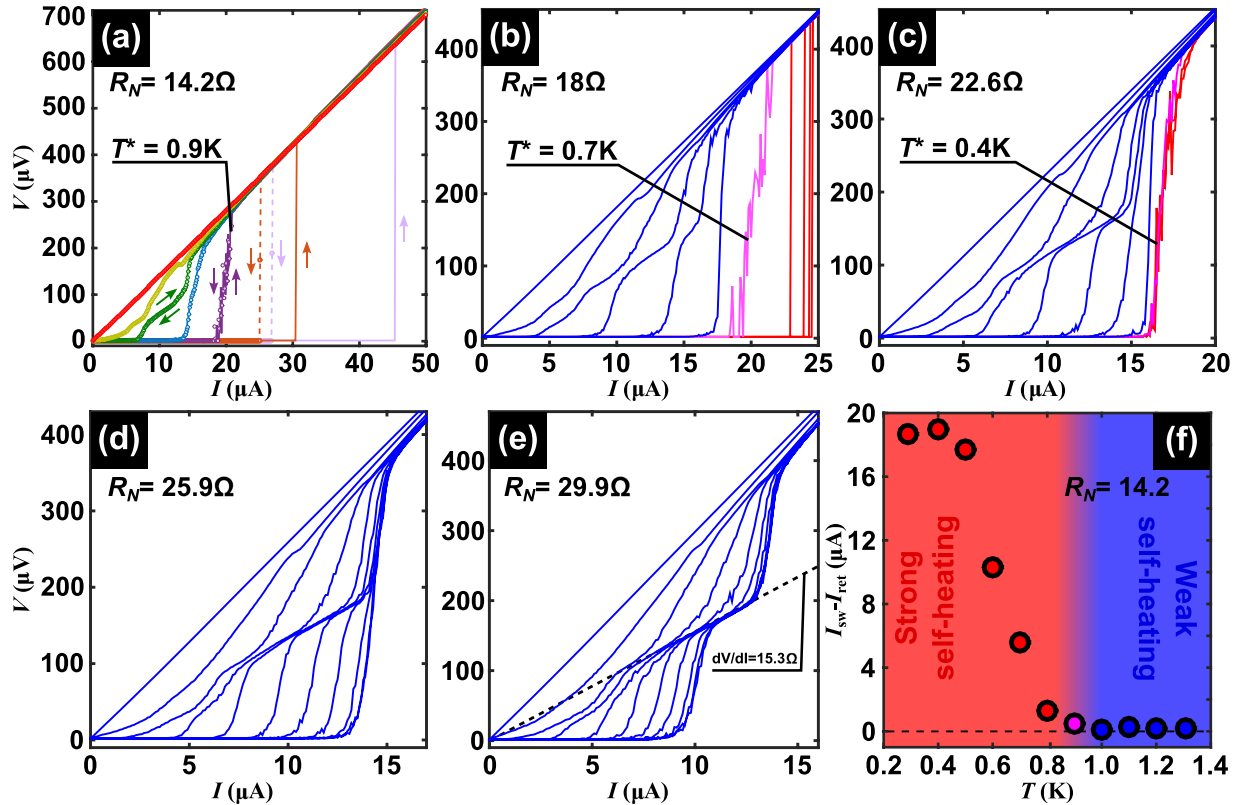 (a)
R_N= 14.2Ω
T* = 0.9K
V (μV)
700
600
500
400
300
200
100
0
0 10 20 30 40 50
I (μA)
(b)
R_N= 18Ω
T* = 0.7K
400
300
200
100
0
0 5 10 15 20 25
I (μA)
(c)
R_N= 22.6Ω
T* = 0.4K
400
300
200
100
0
0 5 10 15 20
I (μA)
(d)
R_N= 25.9Ω
V (μV)
400
300
200
100
0
0 5 10 15
I (μA)
(e)
R_N= 29.9Ω
dV/dI=15.3Ω
400
300
200
100
0
0 5 10 15
I (μA)
(f)
R_N= 14.2
Strong
self-heating
Weak
self-heating
I_sw-I_ret (μA)
20
16
12
8
4
0
0.2 0.4 0.6 0.8 1.0 1.2 1.4
T (K)